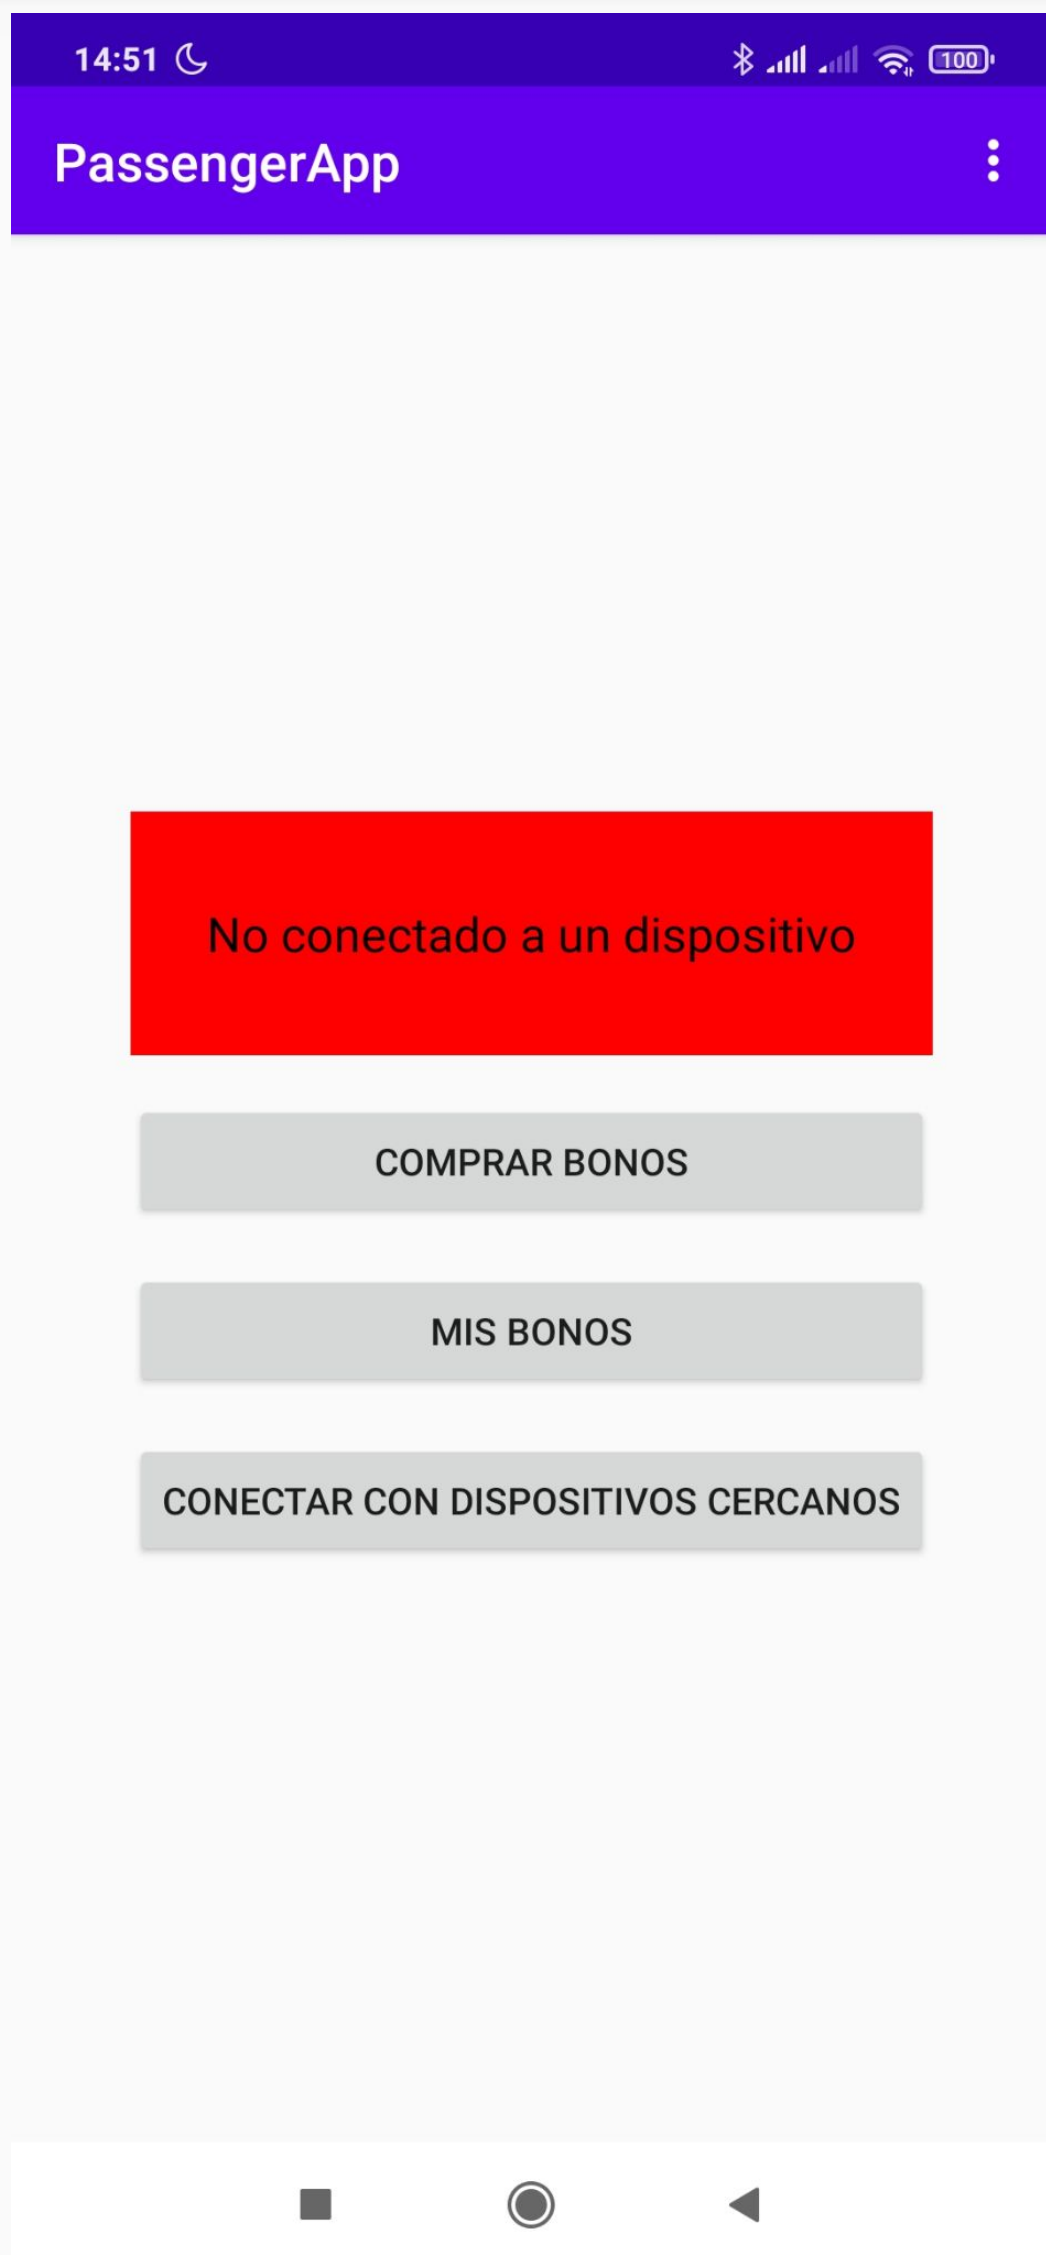 14:51
100
PassengerApp
No conectado a un dispositivo
COMPRAR BONOS
MIS BONOS
CONECTAR CON DISPOSITIVOS CERCANOS